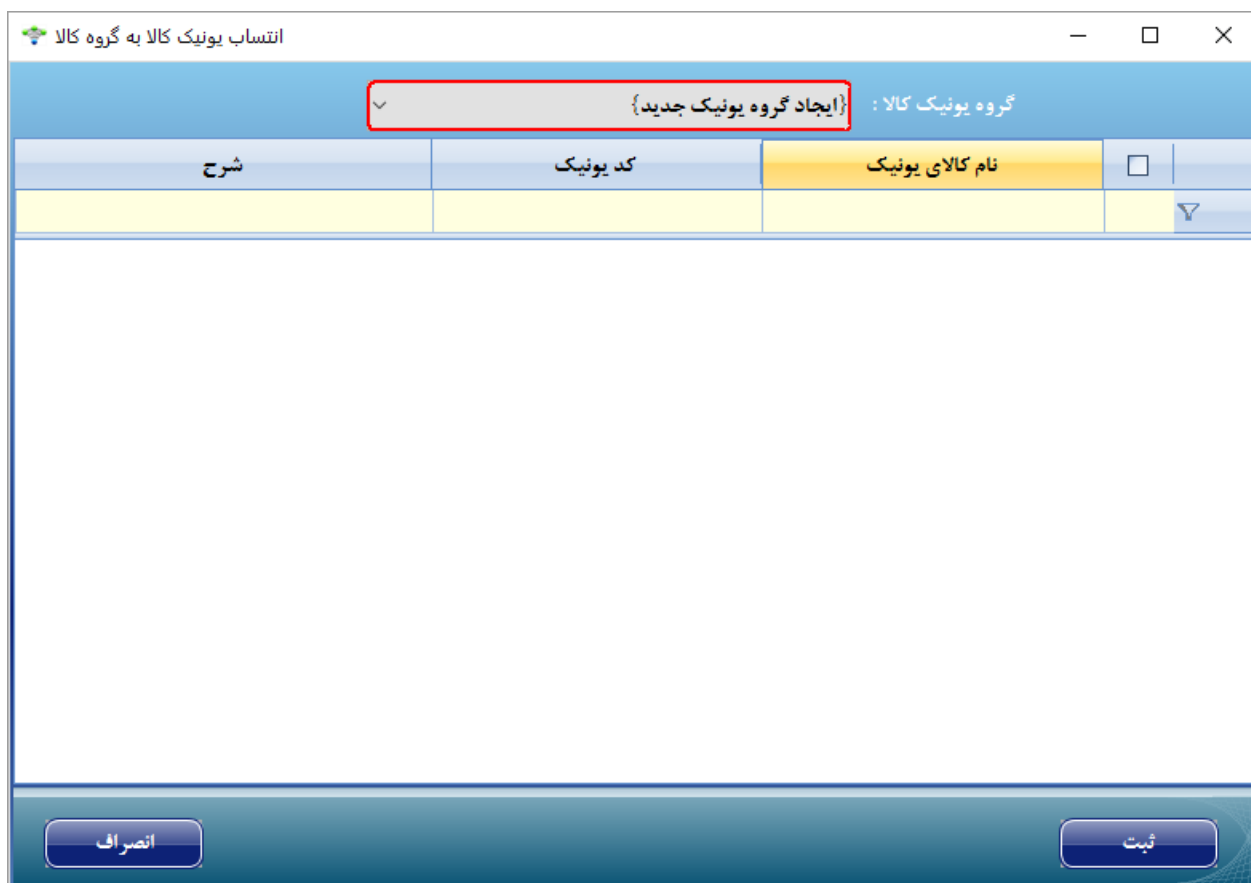 انتساب یونیک کالا به گروه کالا
گروه یونیک کالا : {ایجاد گروه یونیک جدید}
نام کالای یونیک کد یونیک شرح
ثبت انصراف